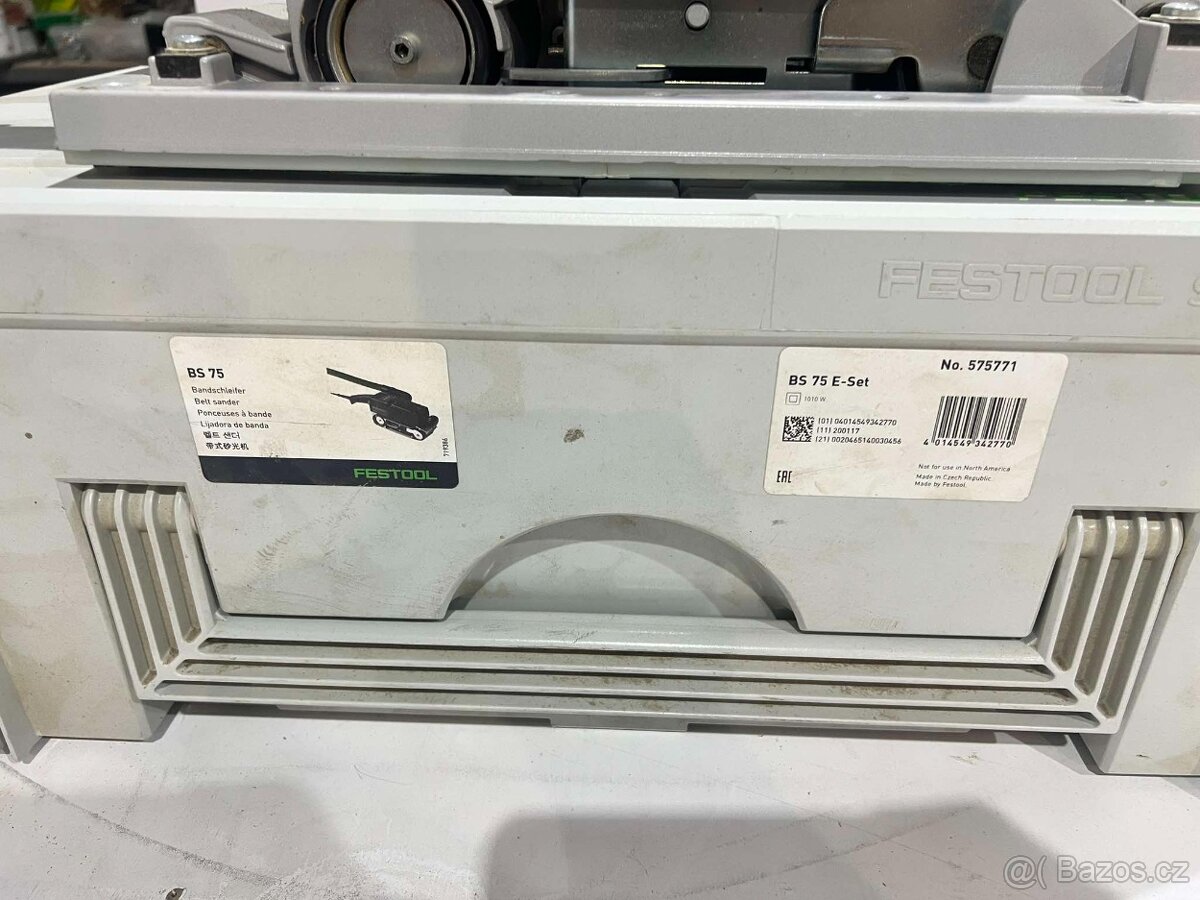 FESTOOL
BS 75
Bandschleifer
Belt sander
Ponceuses à bande
Lijadora de banda
벨트 샌더
带式砂光机
719386
FESTOOL
No. 575771
BS 75 E-Set
1010 W
(01) 04014549342770
(11) 200117
(21) 0020465140030456
4 014549 342770
EAC
Not for use in North America
Made in Czech Republic
Made by Festool
@( Bazos.cz